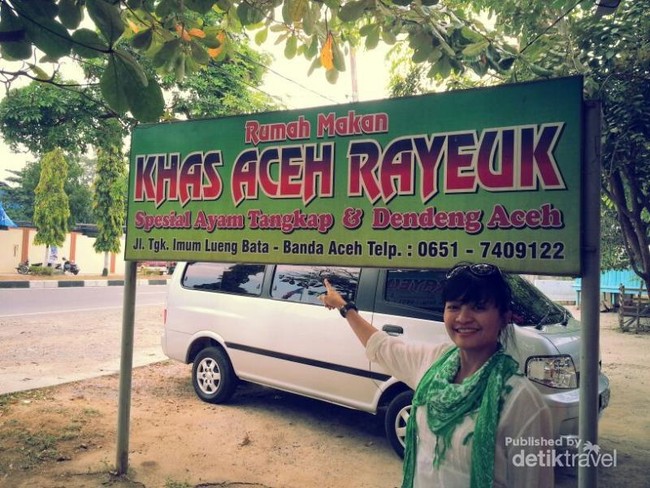 Rumah Makan
KHAS ACEH RAYEUK
Spesial Ayam Tangkap & Dendeng Aceh
Jl. Tgk. Imum Lueng Bata - Banda Aceh Telp. : 0651 - 7409122
Published by
detiktravel